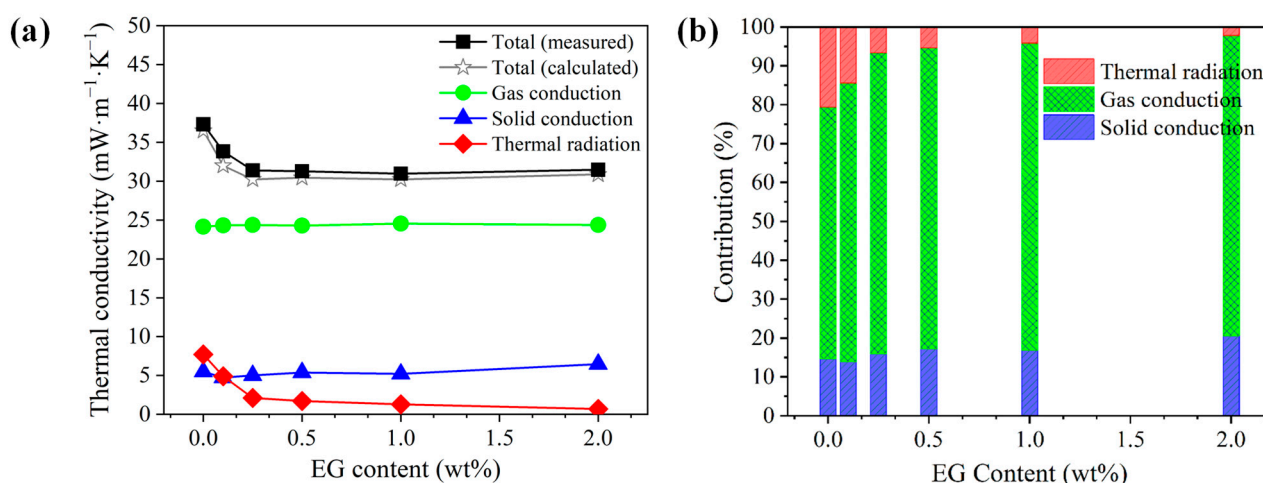 (a)
Thermal conductivity (mW·m⁻¹·K⁻¹)
50
45
40
35
30
25
20
15
10
5
0
Total (measured)
Total (calculated)
Gas conduction
Solid conduction
Thermal radiation
0.0 0.5 1.0 1.5 2.0
EG content (wt%)
(b)
Contribution (%)
100
90
80
70
60
50
40
30
20
10
0
Thermal radiation
Gas conduction
Solid conduction
0.0 0.5 1.0 1.5 2.0
EG Content (wt%)